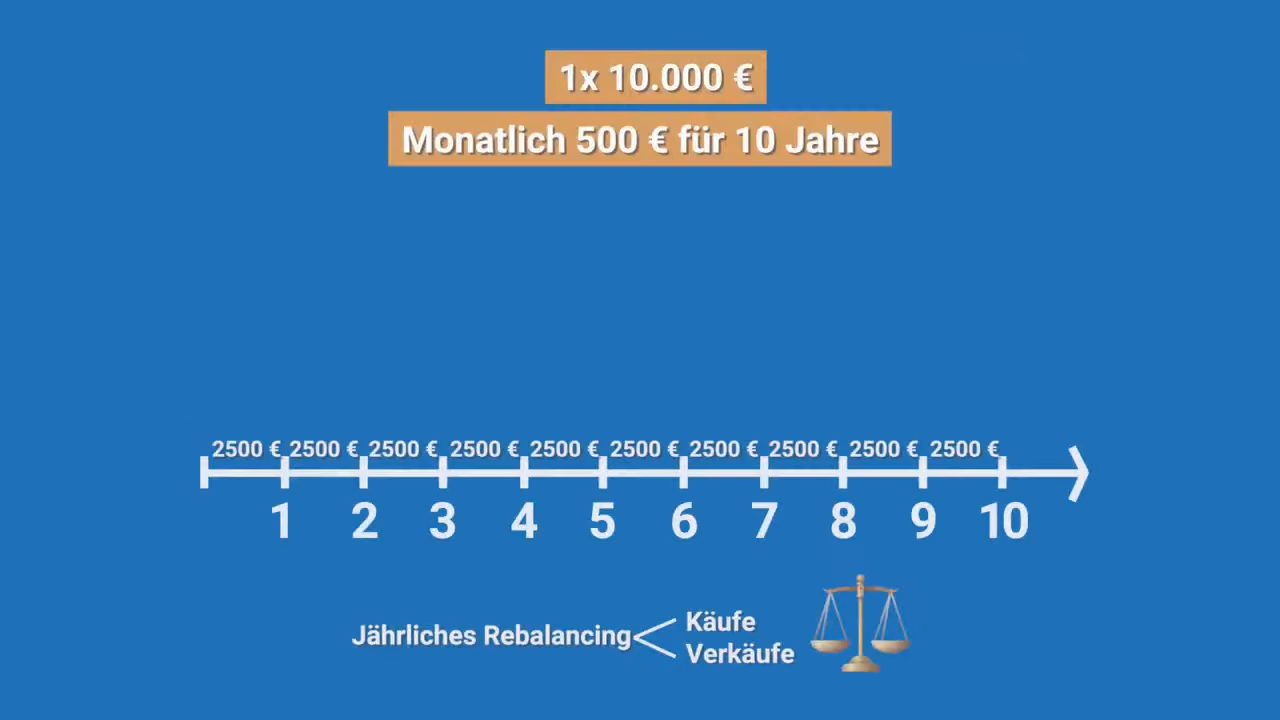 1x 10.000 €
Monatlich 500 € für 10 Jahre
2500 € 2500 € 2500 € 2500 € 2500 € 2500 € 2500 € 2500 € 2500 € 2500 €
1 2 3 4 5 6 7 8 9 10
Jährliches Rebalancing
Käufe
Verkäufe